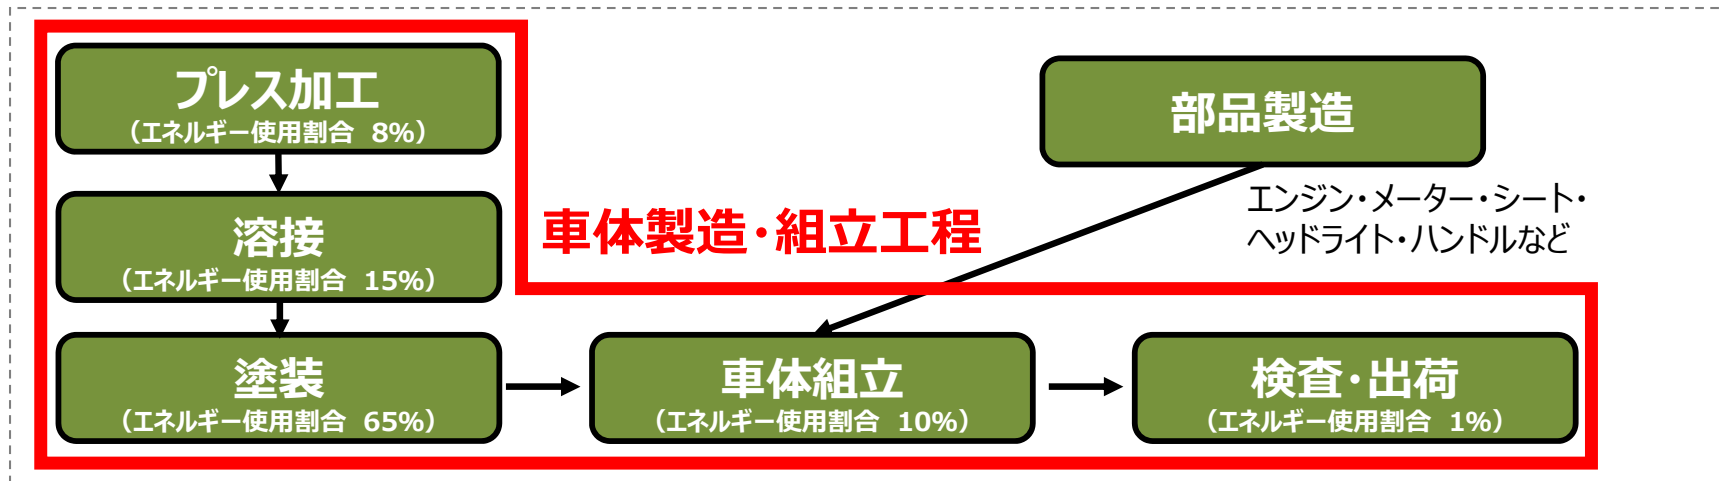 プレス加工
（エネルギー使用割合 8%）
溶接
（エネルギー使用割合 15%）
塗装
（エネルギー使用割合 65%）
車体製造・組立工程
部品製造
エンジン・メーター・シート・
ヘッドライト・ハンドルなど
車体組立
（エネルギー使用割合 10%）
検査・出荷
（エネルギー使用割合 1%）